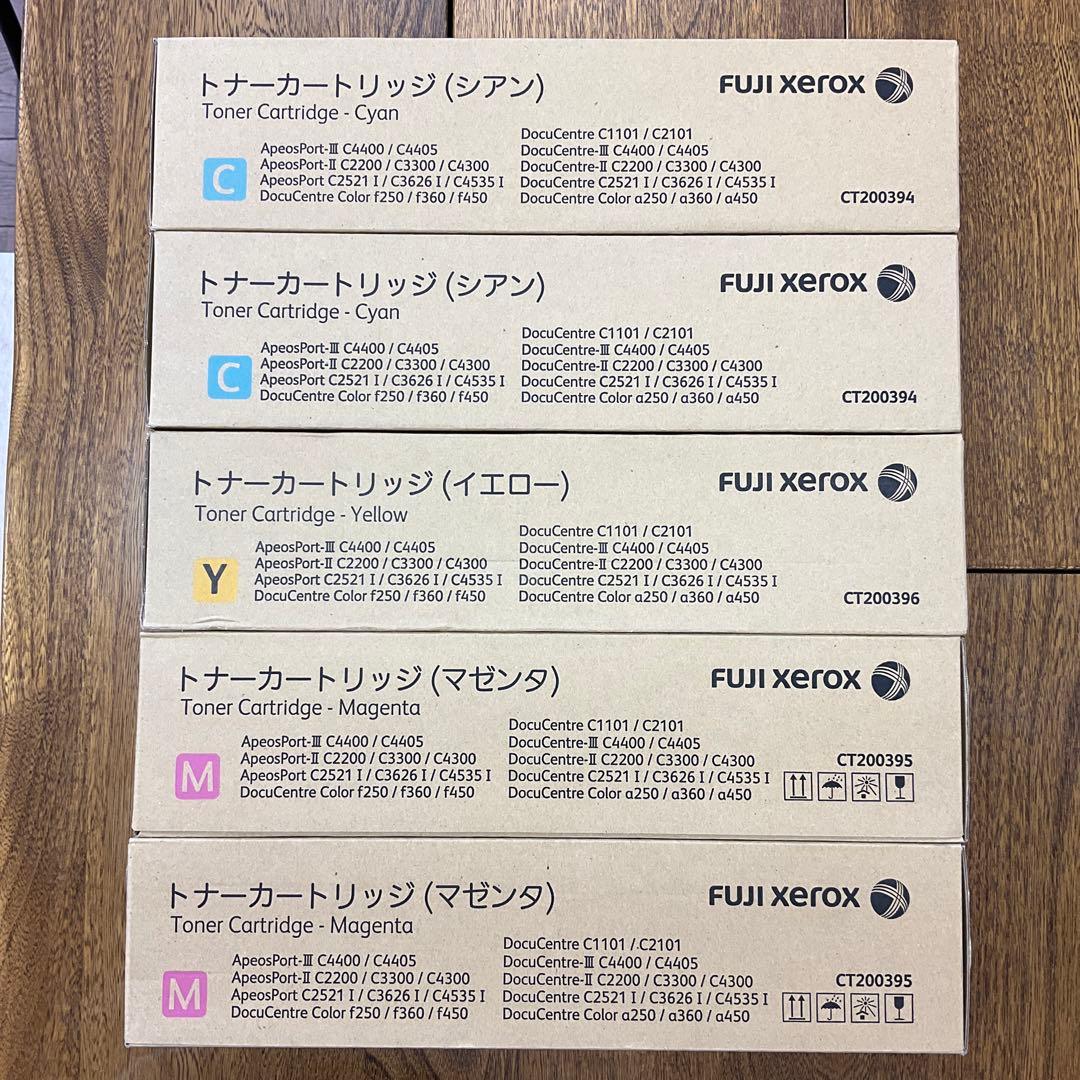 トナーカートリッジ (シアン)
FUJI xerox
Toner Cartridge - Cyan
C
ApeosPort-Ⅲ C4400 / C4405
ApeosPort-Ⅱ C2200 / C3300 / C4300
ApeosPort C2521 I / C3626 I / C4535 I
DocuCentre Color f250 / f360 / f450
DocuCentre C1101 / C2101
DocuCentre-Ⅲ C4400 / C4405
DocuCentre-Ⅱ C2200 / C3300 / C4300
DocuCentre C2521 I / C3626 I / C4535 I
DocuCentre Color a250 / a360 / a450
CT200394
トナーカートリッジ (シアン)
FUJI xerox
Toner Cartridge - Cyan
C
ApeosPort-Ⅲ C4400 / C4405
ApeosPort-Ⅱ C2200 / C3300 / C4300
ApeosPort C2521 I / C3626 I / C4535 I
DocuCentre Color f250 / f360 / f450
DocuCentre C1101 / C2101
DocuCentre-Ⅲ C4400 / C4405
DocuCentre-Ⅱ C2200 / C3300 / C4300
DocuCentre C2521 I / C3626 I / C4535 I
DocuCentre Color a250 / a360 / a450
CT200394
トナーカートリッジ (イエロー)
FUJI xerox
Toner Cartridge - Yellow
Y
ApeosPort-Ⅲ C4400 / C4405
ApeosPort-Ⅱ C2200 / C3300 / C4300
ApeosPort C2521 I / C3626 I / C4535 I
DocuCentre Color f250 / f360 / f450
DocuCentre C1101 / C2101
DocuCentre-Ⅲ C4400 / C4405
DocuCentre-Ⅱ C2200 / C3300 / C4300
DocuCentre C2521 I / C3626 I / C4535 I
DocuCentre Color a250 / a360 / a450
CT200396
トナーカートリッジ (マゼンタ)
FUJI xerox
Toner Cartridge - Magenta
M
ApeosPort-Ⅲ C4400 / C4405
ApeosPort-Ⅱ C2200 / C3300 / C4300
ApeosPort C2521 I / C3626 I / C4535 I
DocuCentre Color f250 / f360 / f450
DocuCentre C1101 / C2101
DocuCentre-Ⅲ C4400 / C4405
DocuCentre-Ⅱ C2200 / C3300 / C4300
DocuCentre C2521 I / C3626 I / C4535 I
DocuCentre Color a250 / a360 / a450
CT200395
トナーカートリッジ (マゼンタ)
FUJI xerox
Toner Cartridge - Magenta
M
ApeosPort-Ⅲ C4400 / C4405
ApeosPort-Ⅱ C2200 / C3300 / C4300
ApeosPort C2521 I / C3626 I / C4535 I
DocuCentre Color f250 / f360 / f450
DocuCentre C1101 / C2101
DocuCentre-Ⅲ C4400 / C4405
DocuCentre-Ⅱ C2200 / C3300 / C4300
DocuCentre C2521 I / C3626 I / C4535 I
DocuCentre Color a250 / a360 / a450
CT200395